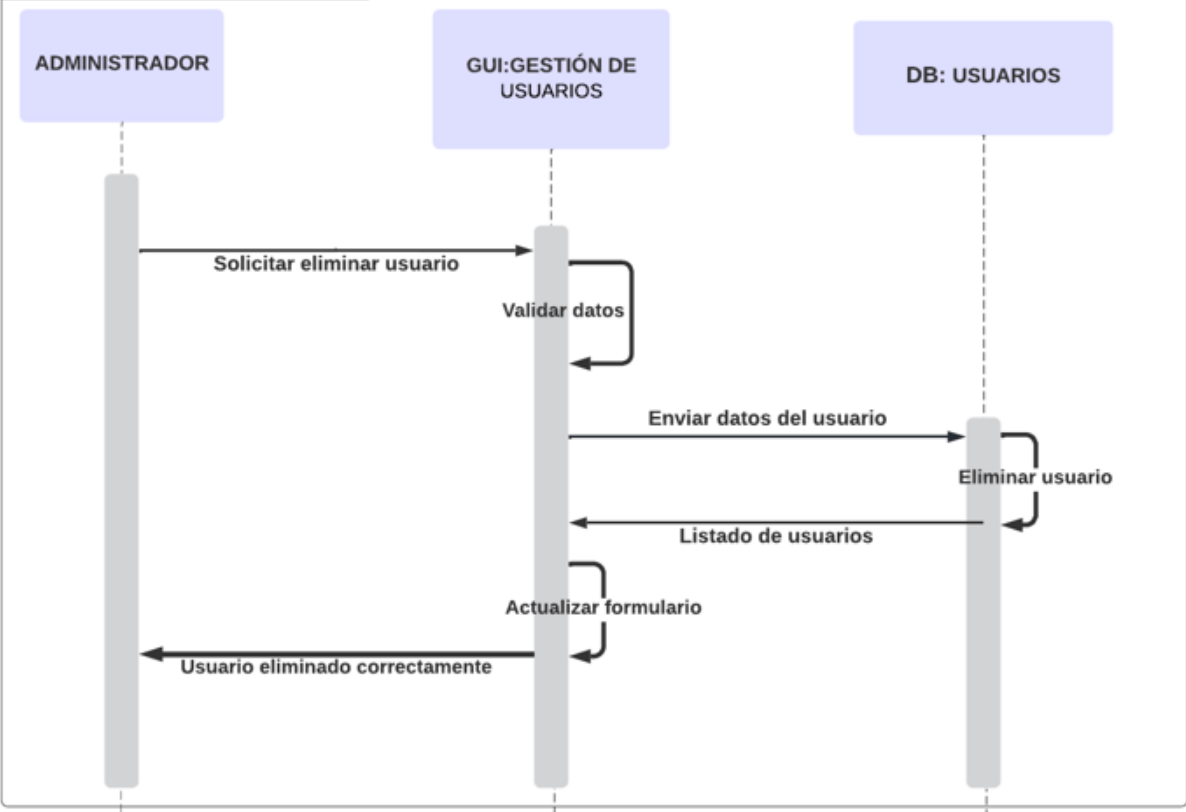 ADMINISTRADOR
GUI:GESTIÓN DE
USUARIOS
DB: USUARIOS
Solicitar eliminar usuario
Validar datos
Enviar datos del usuario
Eliminar usuario
Listado de usuarios
Actualizar formulario
Usuario eliminado correctamente